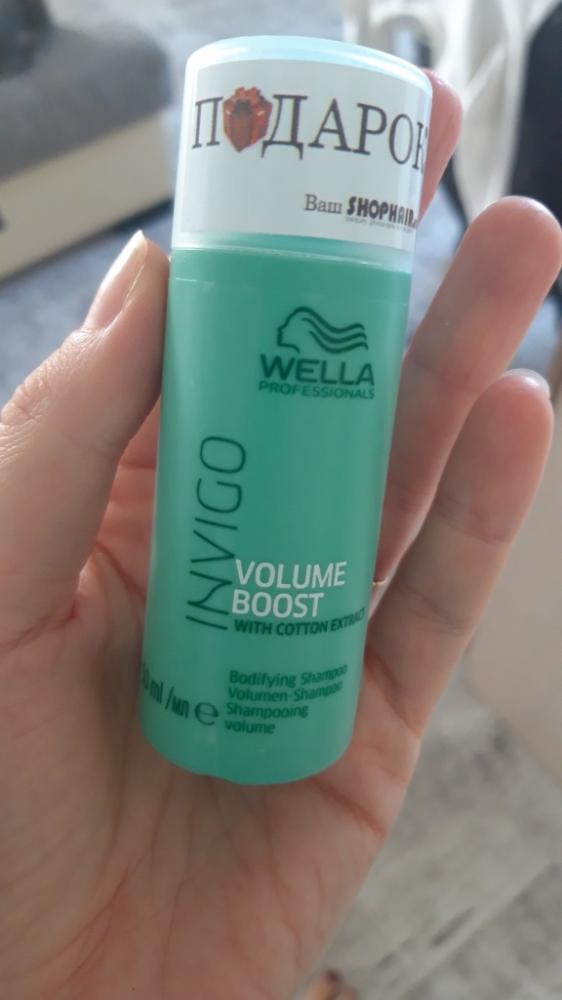 ПОДАРОК
Ваш SHOPHAIR
WELLA
PROFESSIONALS
INVIGO
VOLUME
BOOST
WITH COTTON EXTRACT
Bodifying Shampoo
Volumen-Shampoo
Shampooing
volume
ml /мл e